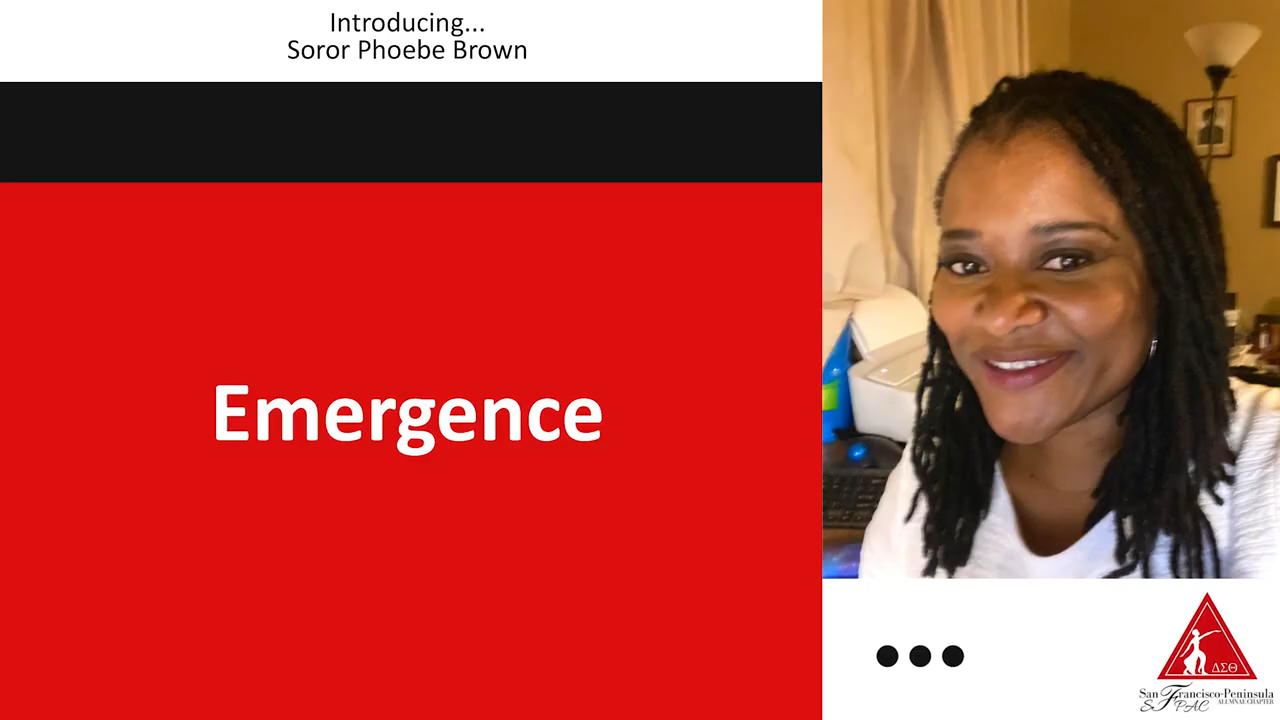 Introducing...
Soror Phoebe Brown
Emergence
ΔΣΘ
San Francisco-Peninsula
ALUMNAE CHAPTER
SFPAC